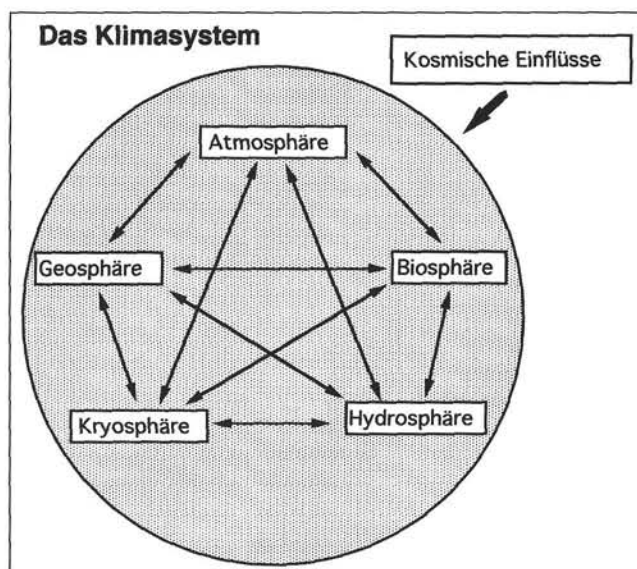 Das Klimasystem
Kosmische Einflüsse
Atmosphäre
Geosphäre
Biosphäre
Kryosphäre
Hydrosphäre